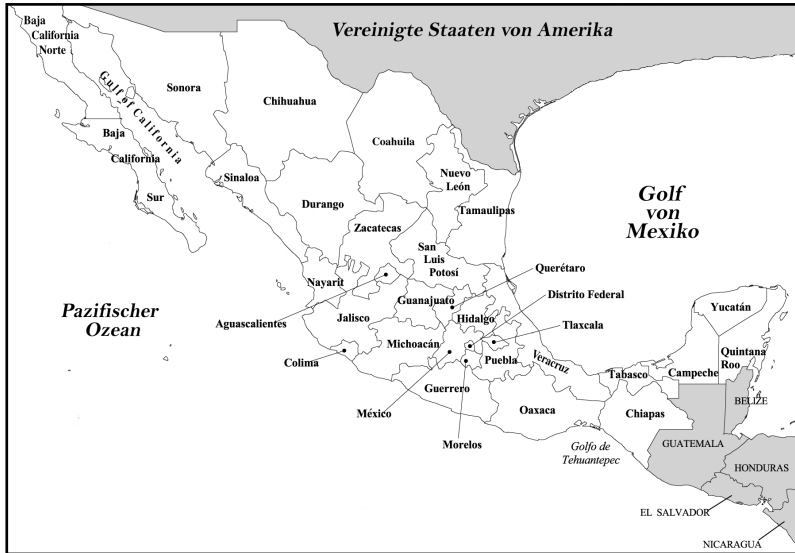 Vereinigte Staaten von Amerika
Baja
California
Norte
Sonora
Chihuahua
Gulf of California
Coahuila
Baja
California
Sur
Sinaloa
Nuevo
León
Durango
Tamaulipas
Golf
von
Mexiko
Zacatecas
San
Luis
Potosí
Querétaro
Nayarit
Guanajuato
Distrito Federal
Pazifischer
Ozean
Aguascalientes
Jalisco
Hidalgo
Tlaxcala
Yucatán
Michoacán
Colima
Puebla
Veracruz
Tabasco
Campeche
Quintana
Roo
Guerrero
México
Oaxaca
Chiapas
BELIZE
Morelos
Golfo de
Tehuantepec
GUATEMALA
HONDURAS
EL SALVADOR
NICARAGUA